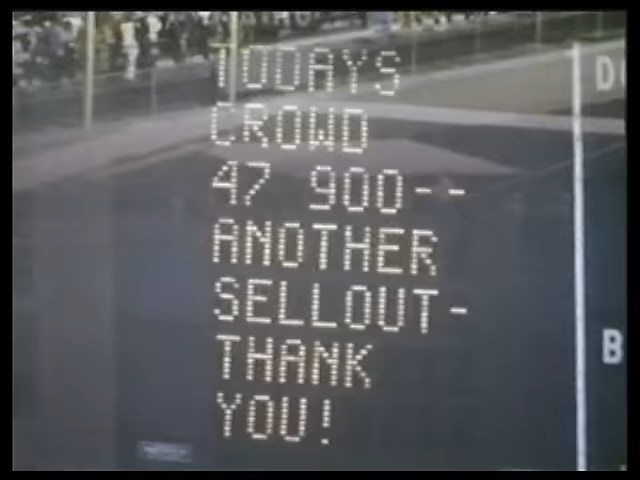 TODAYS
CROWD
47 900--
ANOTHER
SELLOUT-
THANK
YOU!
D
B